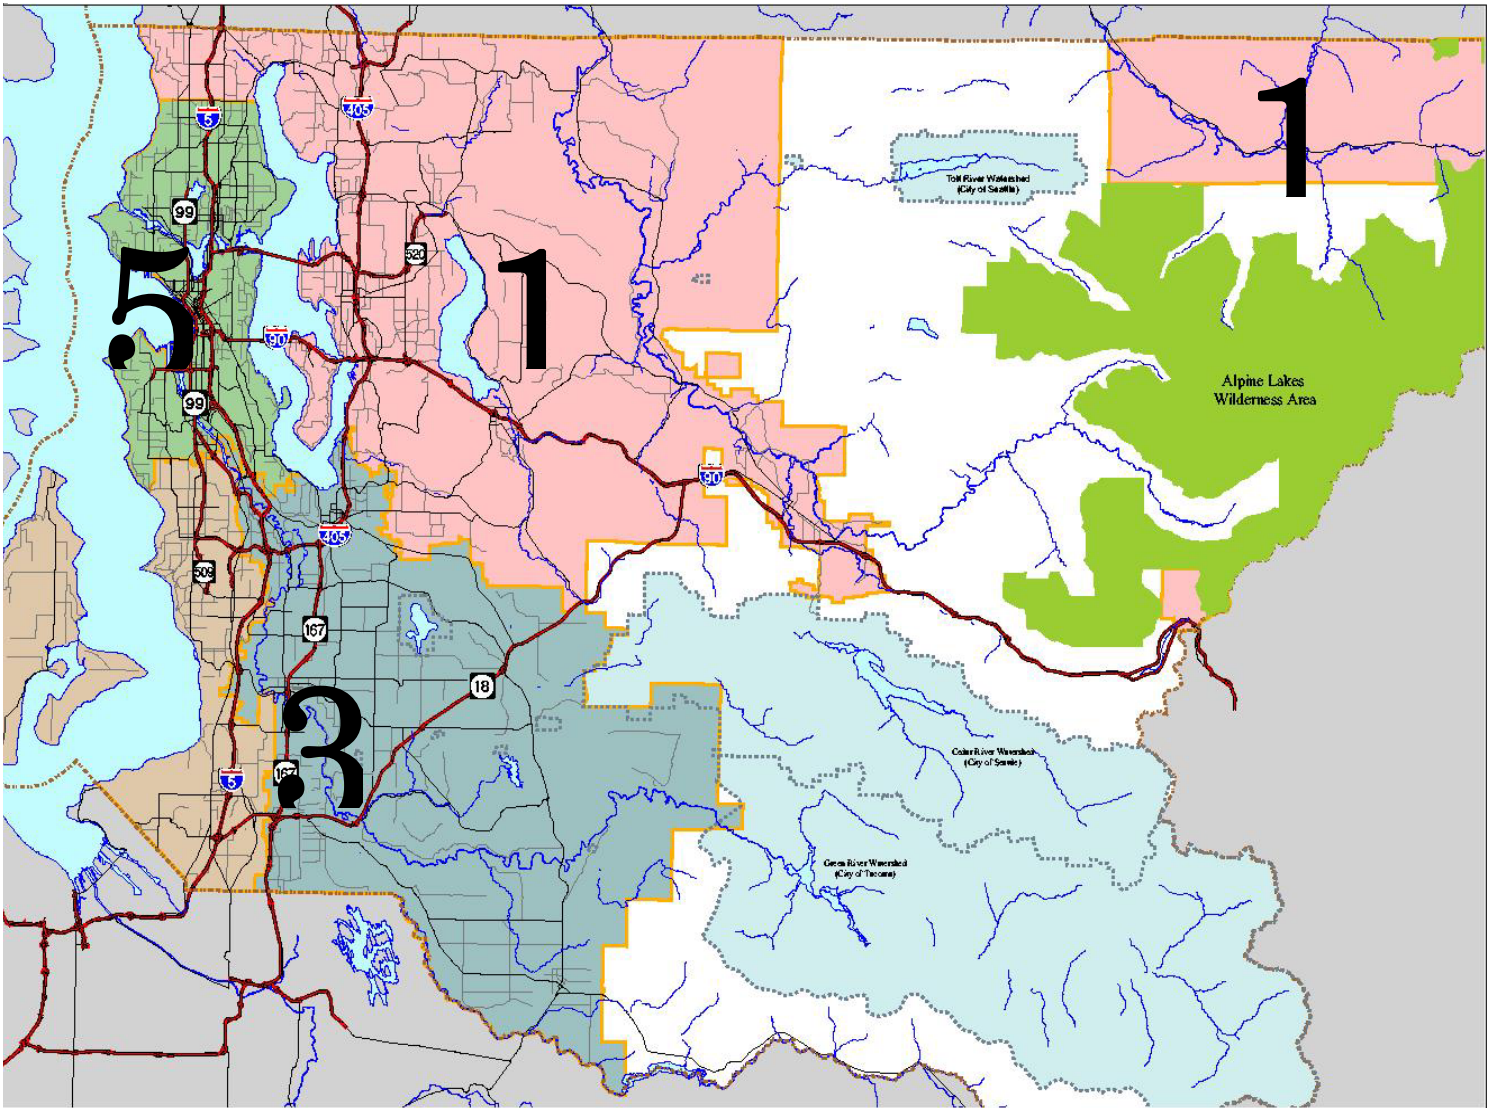 405
5
1
Tolt River Watershed
(City of Seattle)
99
520
5
1
90
Alpine Lakes
Wilderness Area
99
90
405
509
167
18
3
Cedar River Watershed
(City of Seattle)
5
167
Green River Watershed
(City of Tacoma)